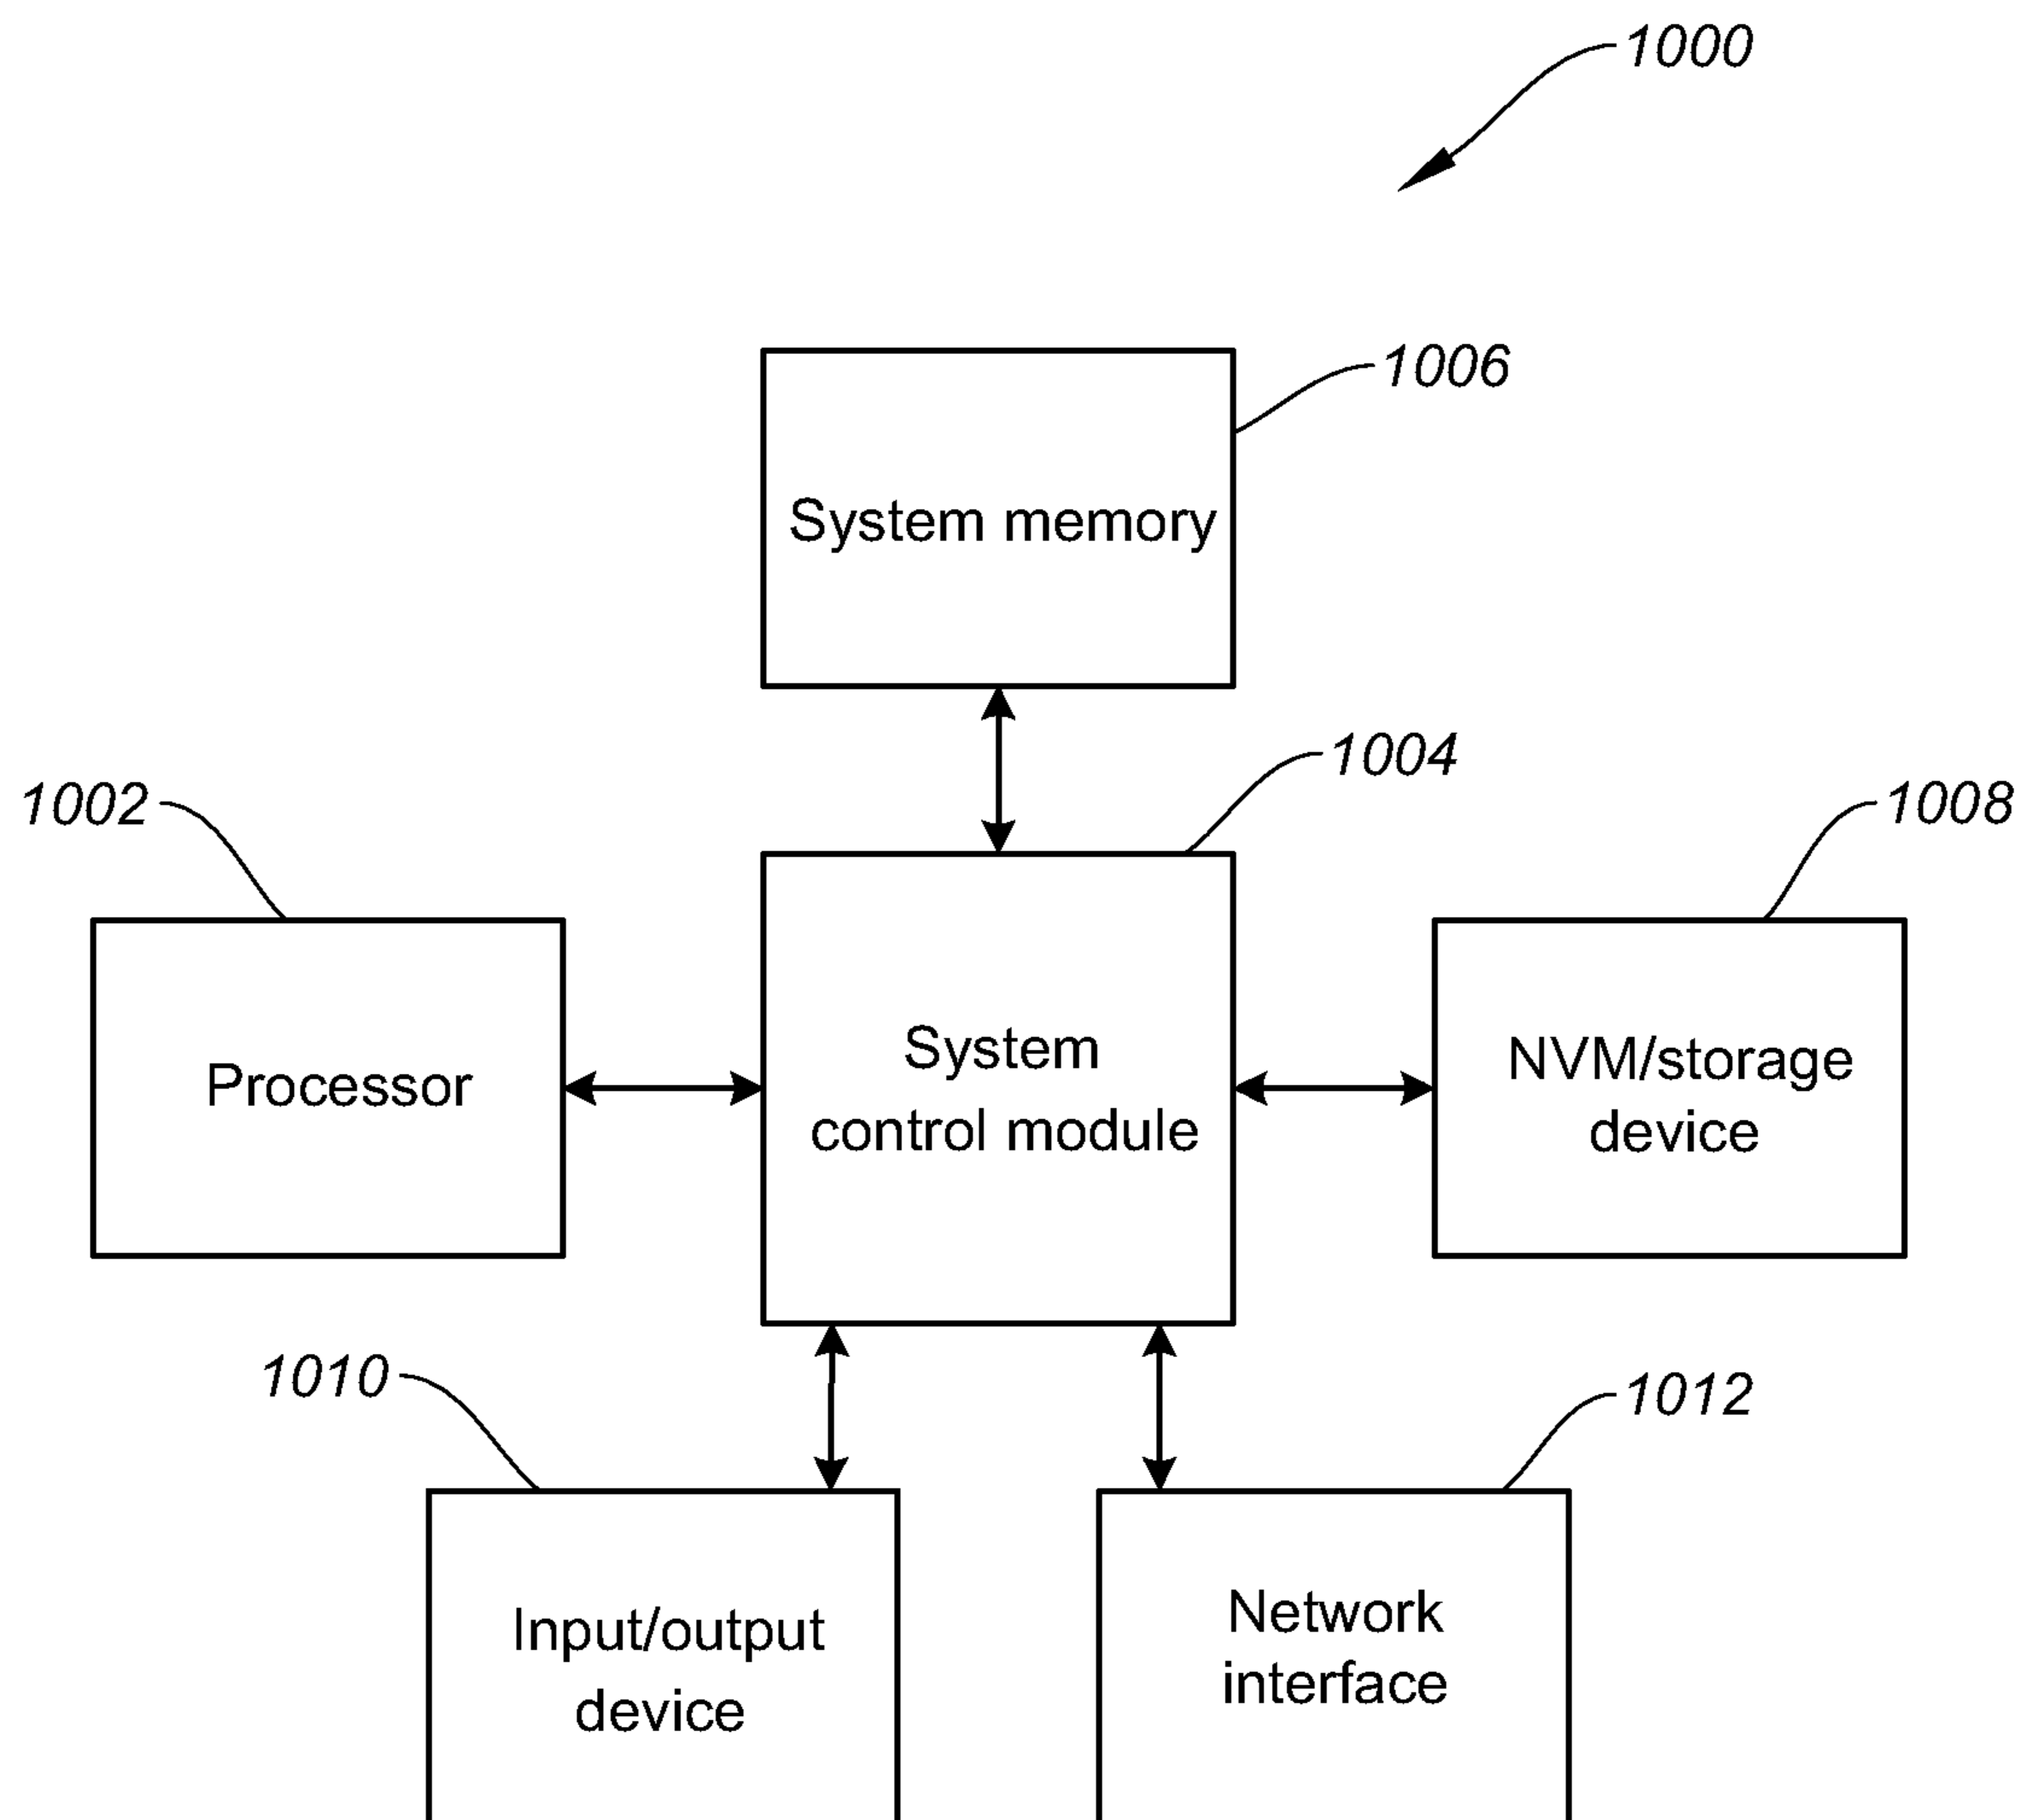 1000
1006
System memory
1004
1002
1008
System
control module
Processor
NVM/storage
device
1010
1012
Input/output
device
Network
interface